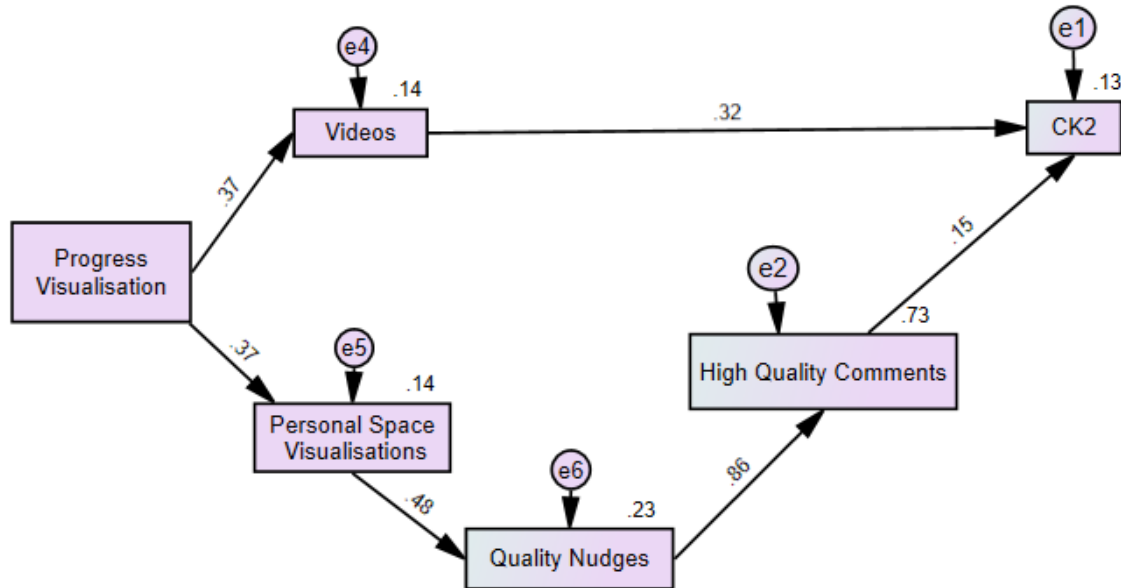 e4
e1
.14
.13
Videos
.32
CK2
.37
Progress
Visualisation
.15
e2
.37
e5
.73
.14
High Quality Comments
Personal Space
Visualisations
e6
.86
.48
.23
Quality Nudges